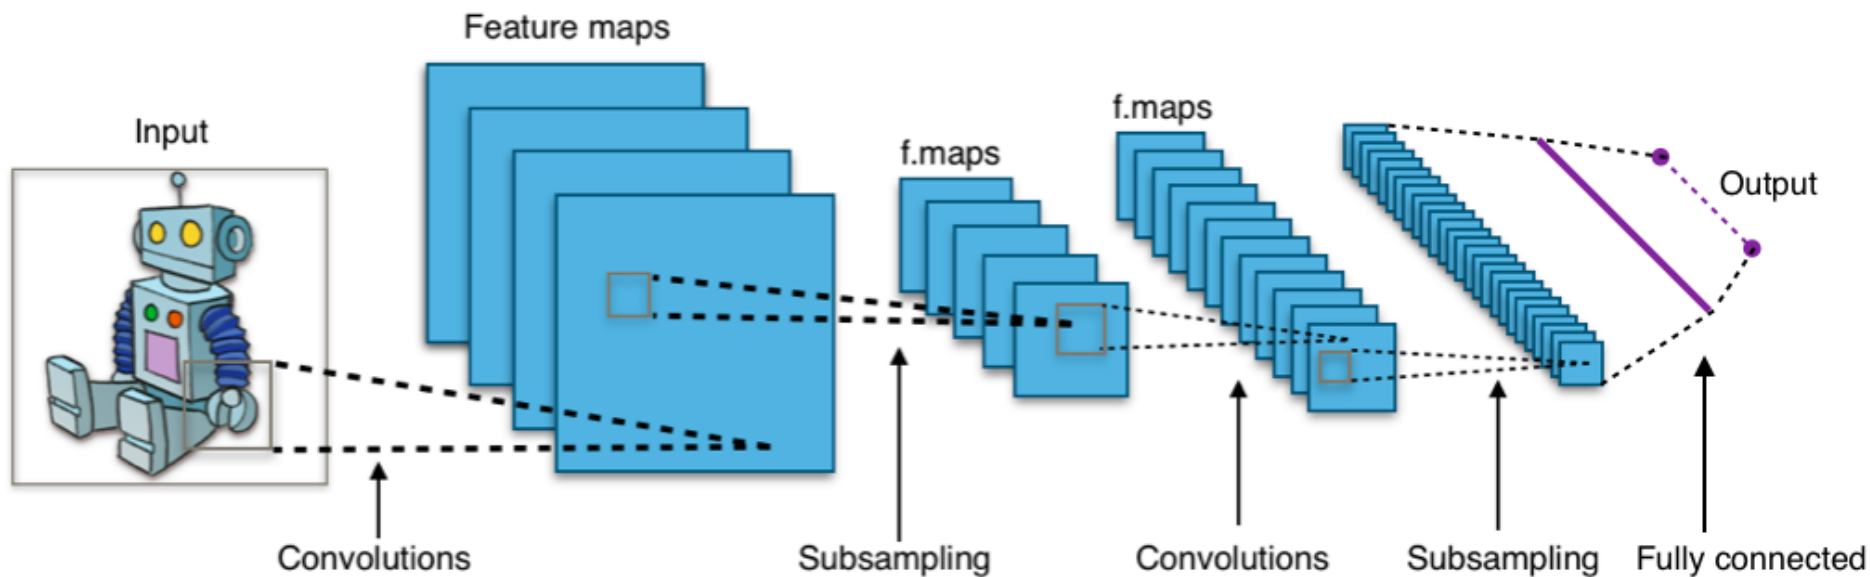 Feature maps
f.maps
Input
f.maps
Output
Convolutions
Subsampling
Convolutions
Subsampling
Fully connected